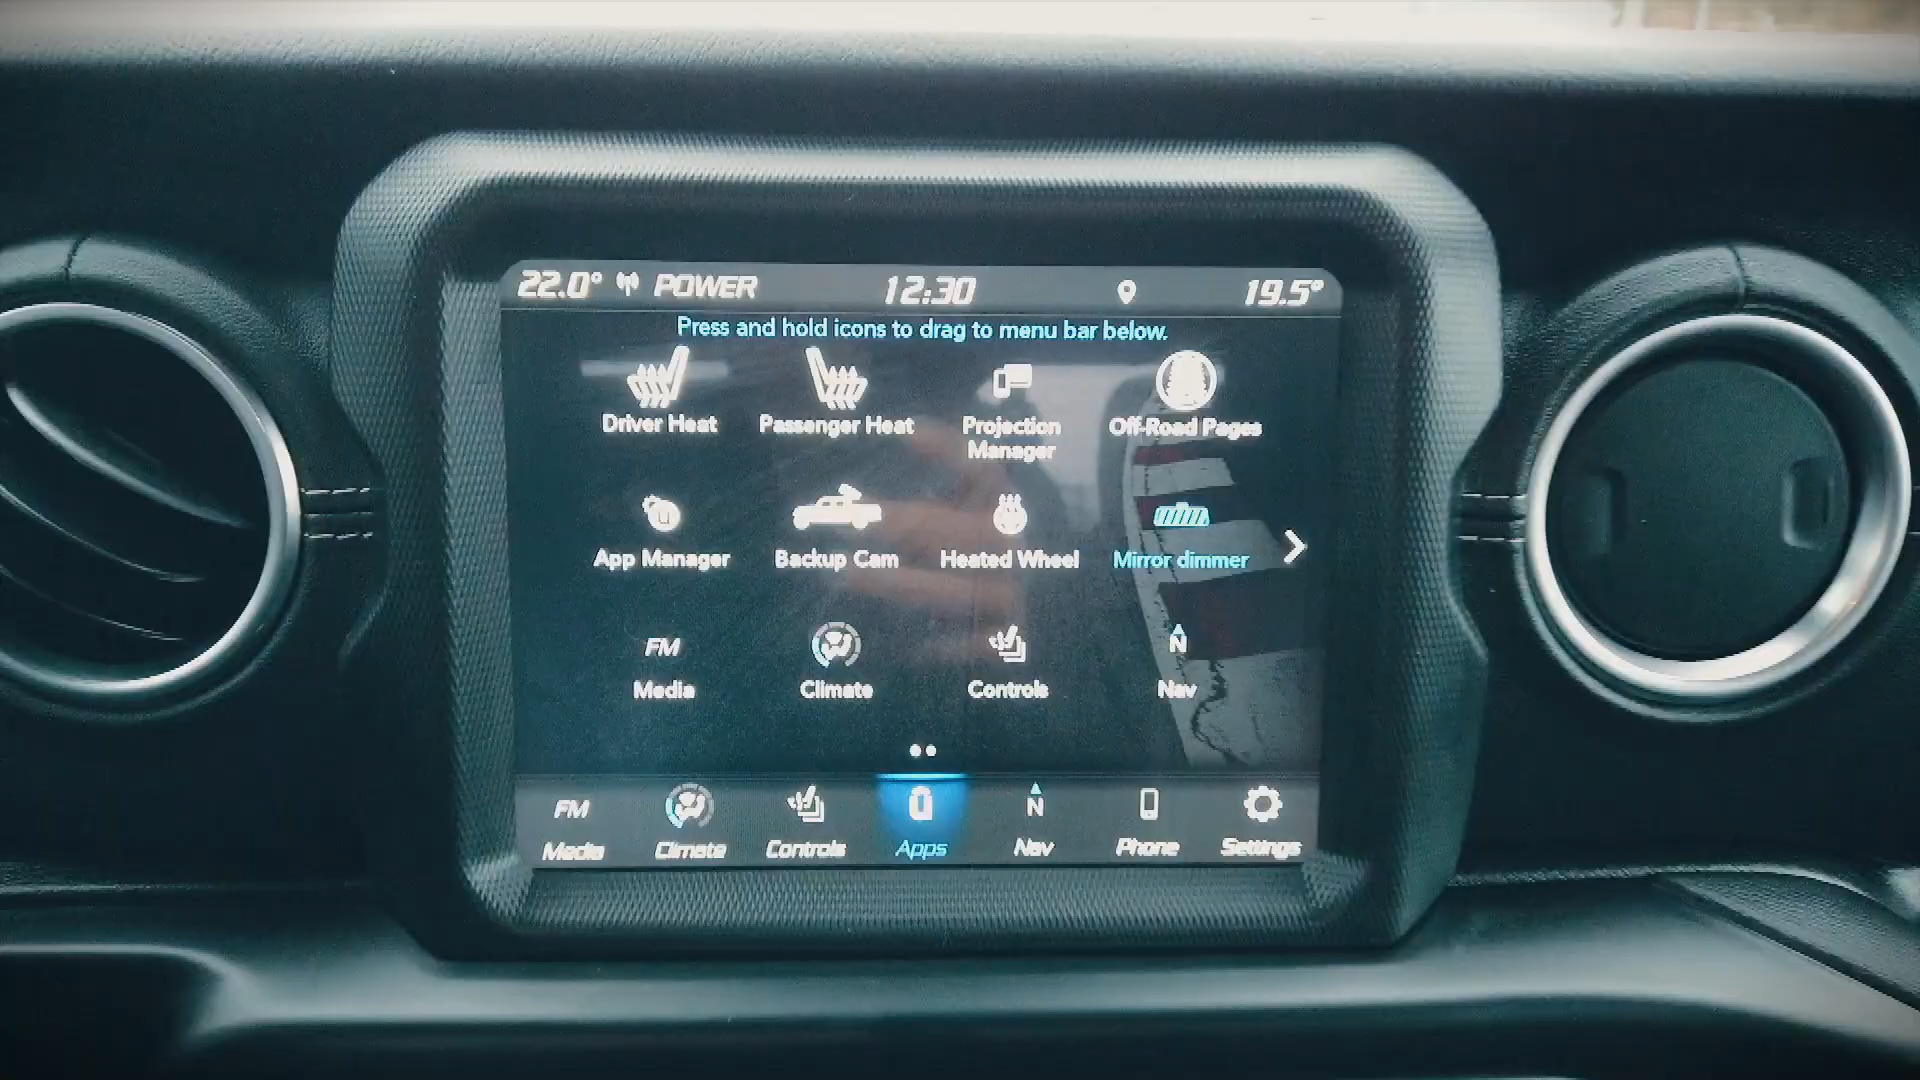 22.0° POWER 12:30 19.5°
Press and hold icons to drag to menu bar below.
Driver Heat Passenger Heat Projection Manager Off-Road Pages
App Manager Backup Cam Heated Wheel Mirror dimmer
FM N
Media Climate Controls Nav
FM N
Media Climate Controls Apps Nav Phone Settings